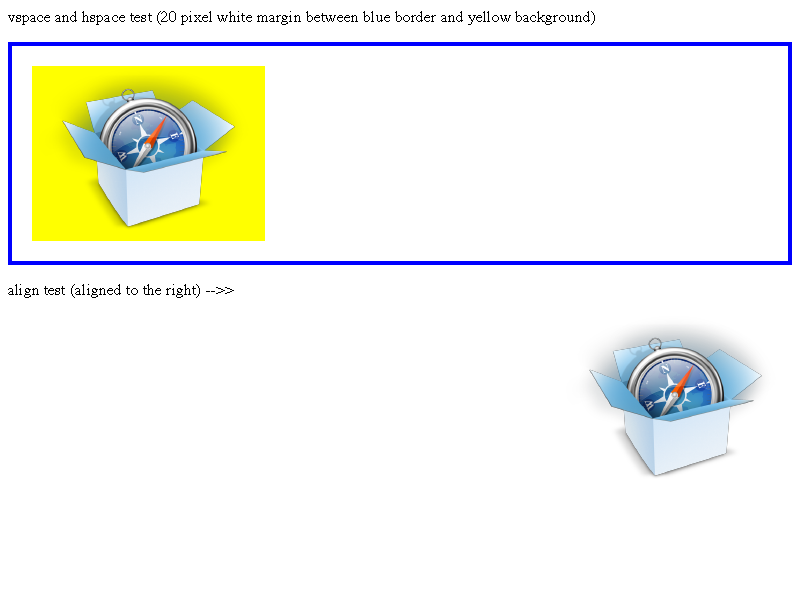 vspace and hspace test (20 pixel white margin between blue border and yellow background)
N
E
W
align test (aligned to the right) -->>
N
E
W